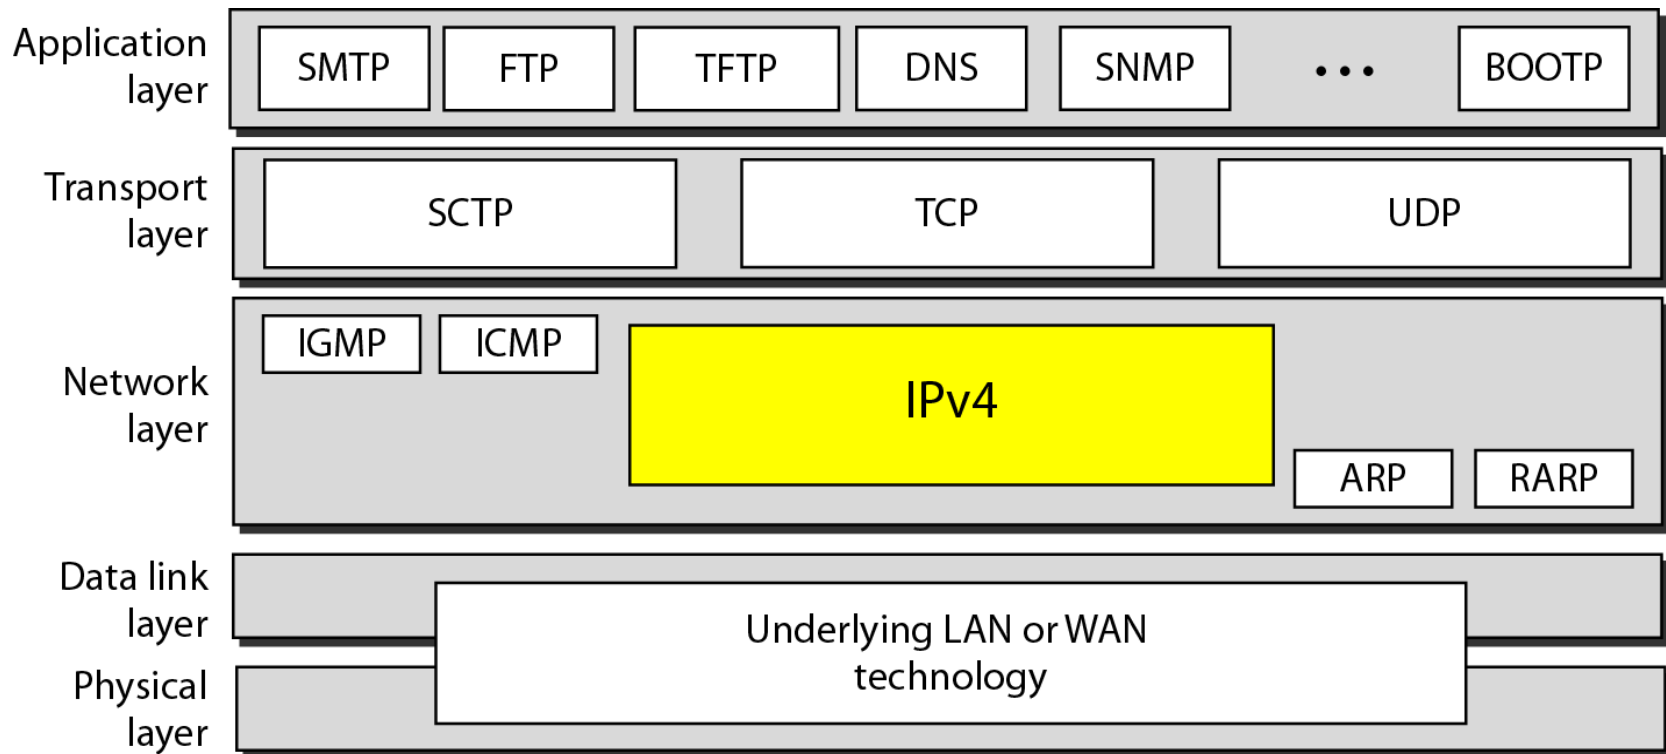 Application
layer
SMTP
FTP
TFTP
DNS
SNMP
...
BOOTP
Transport
layer
SCTP
TCP
UDP
Network
layer
IGMP
ICMP
IPv4
ARP
RARP
Data link
layer
Underlying LAN or WAN
technology
Physical
layer